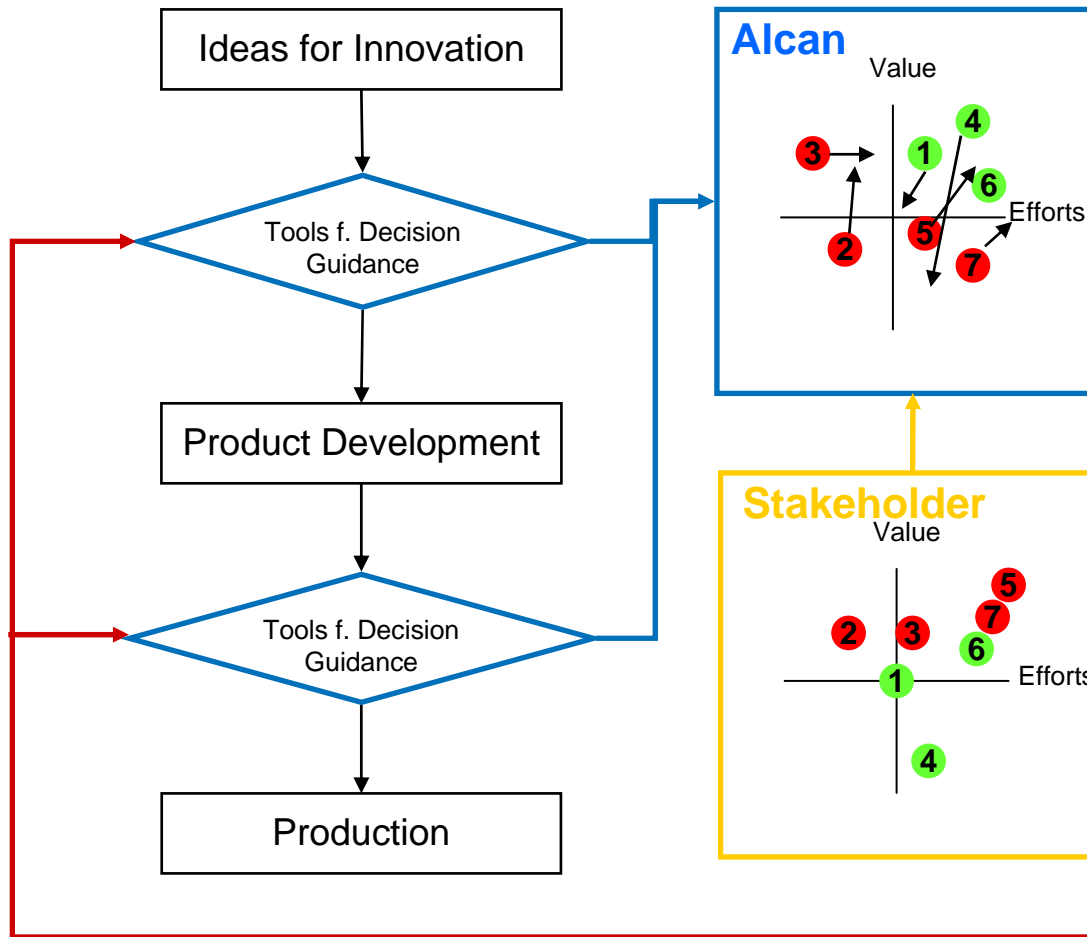 Ideas for Innovation
Tools f. Decision
Guidance
Product Development
Tools f. Decision
Guidance
Production
Alcan
Value
4
3
1
6
Efforts
5
2
7
Stakeholder
Value
5
7
2
3
6
Efforts
1
4